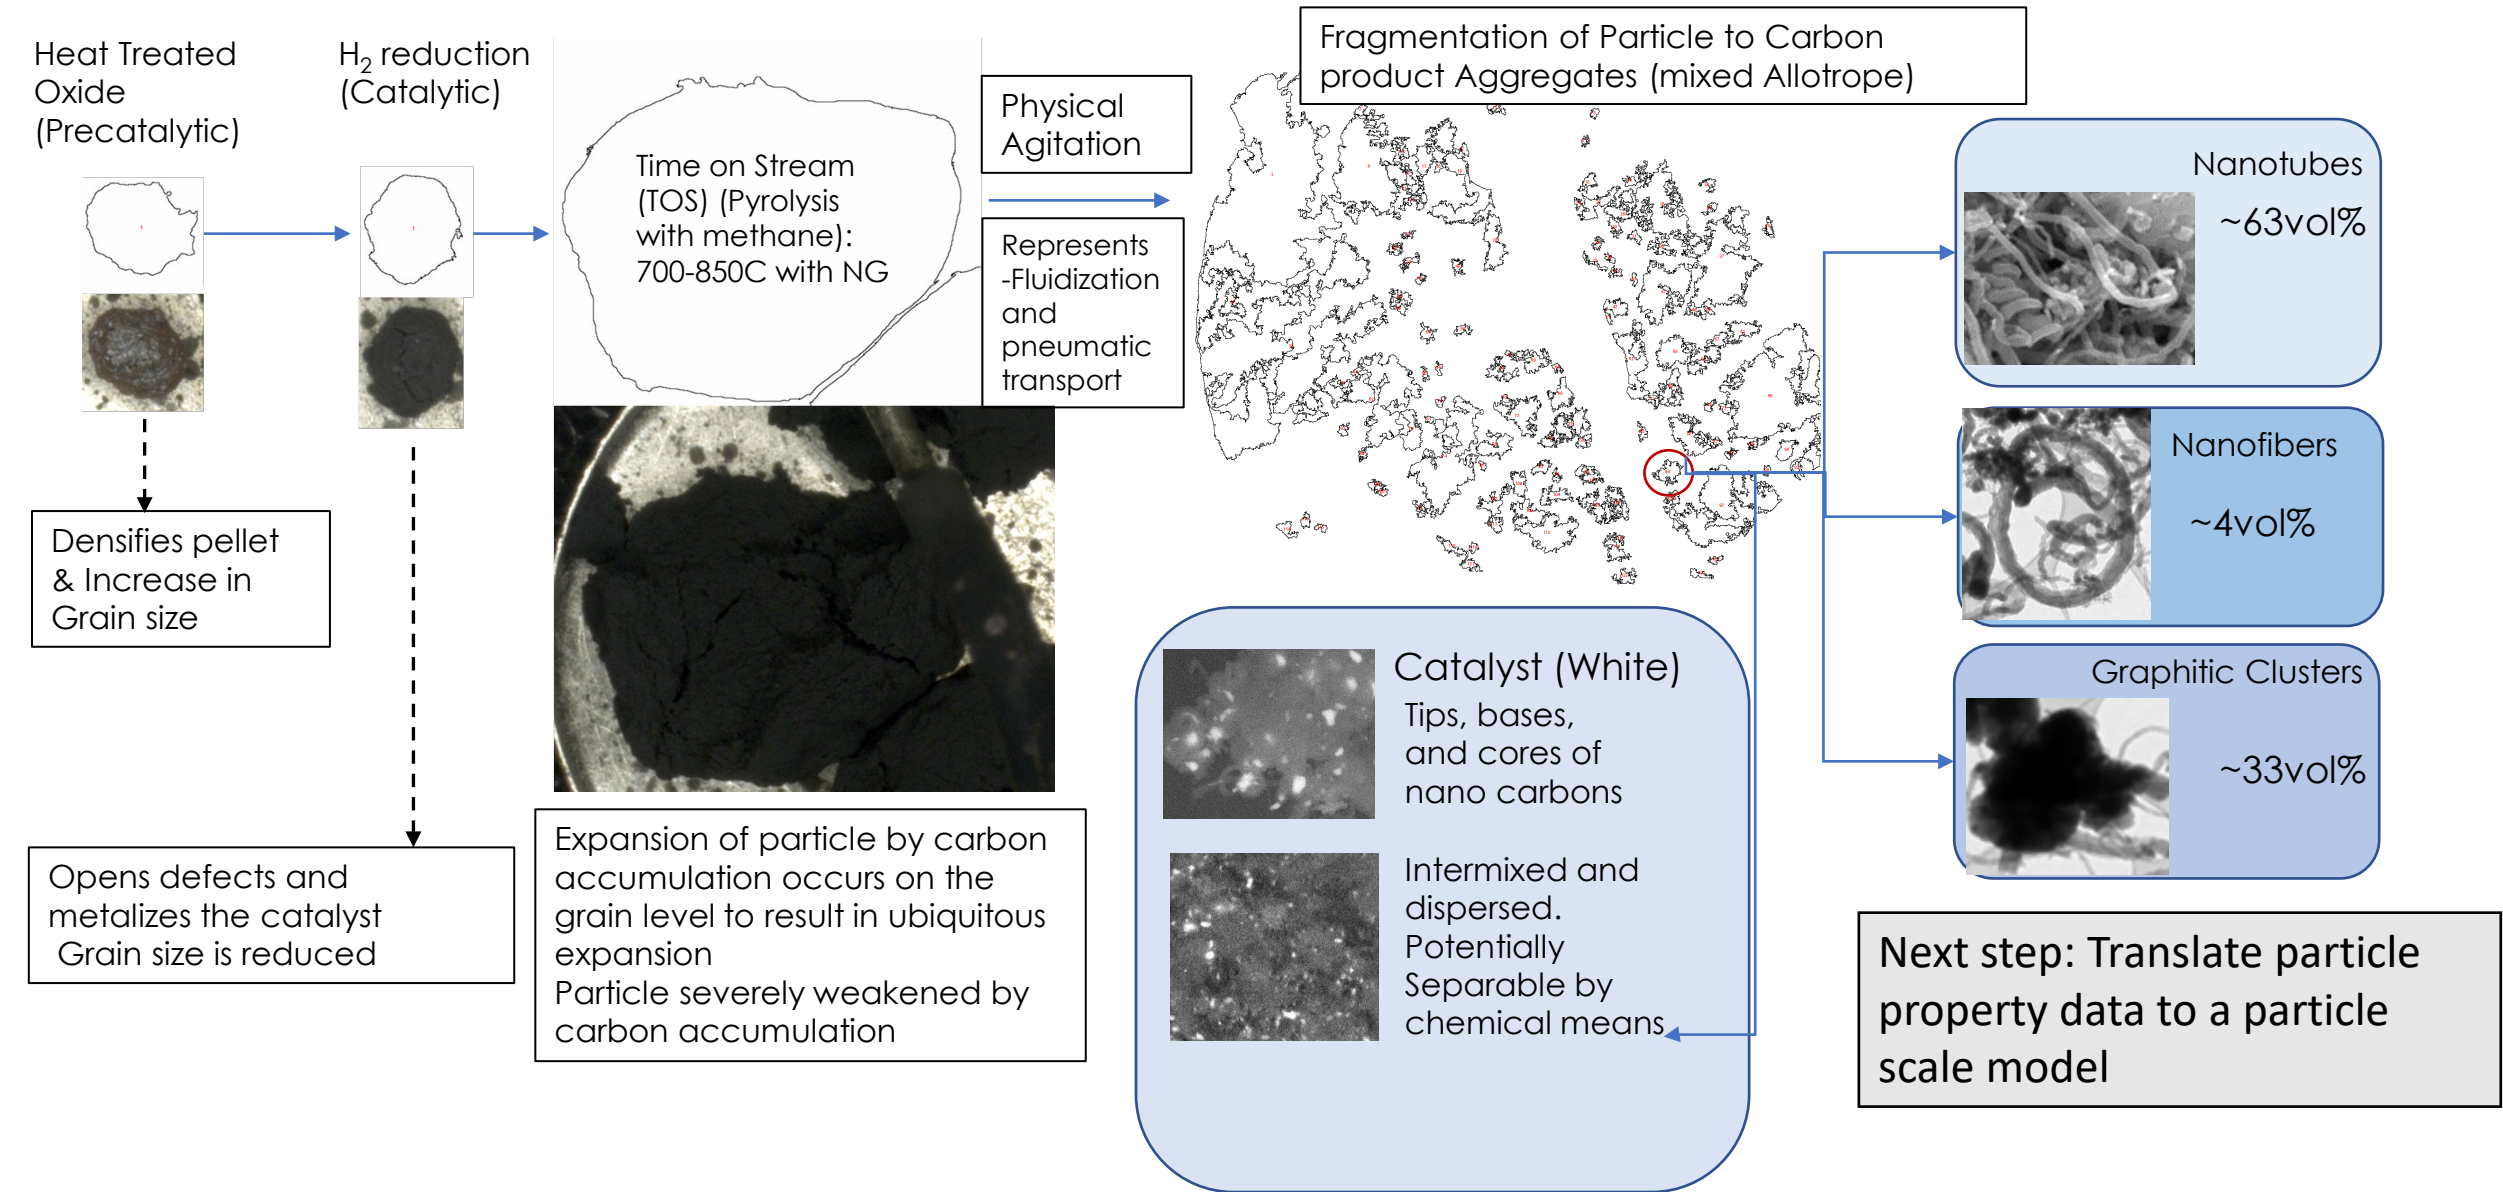 Heat Treated
Oxide
(Precatalytic)
H2 reduction
(Catalytic)
Time on Stream
(TOS) (Pyrolysis
with methane):
700-850C with NG
Physical
Agitation
Represents
-Fluidization
and
pneumatic
transport
Fragmentation of Particle to Carbon
product Aggregates (mixed Allotrope)
Nanotubes
~63vol%
Nanofibers
~4vol%
Graphitic Clusters
~33vol%
Densifies pellet
& Increase in
Grain size
Opens defects and
metalizes the catalyst
Grain size is reduced
Expansion of particle by carbon
accumulation occurs on the
grain level to result in ubiquitous
expansion
Particle severely weakened by
carbon accumulation
Catalyst (White)
Tips, bases,
and cores of
nano carbons
Intermixed and
dispersed.
Potentially
Separable by
chemical means
Next step: Translate particle
property data to a particle
scale model